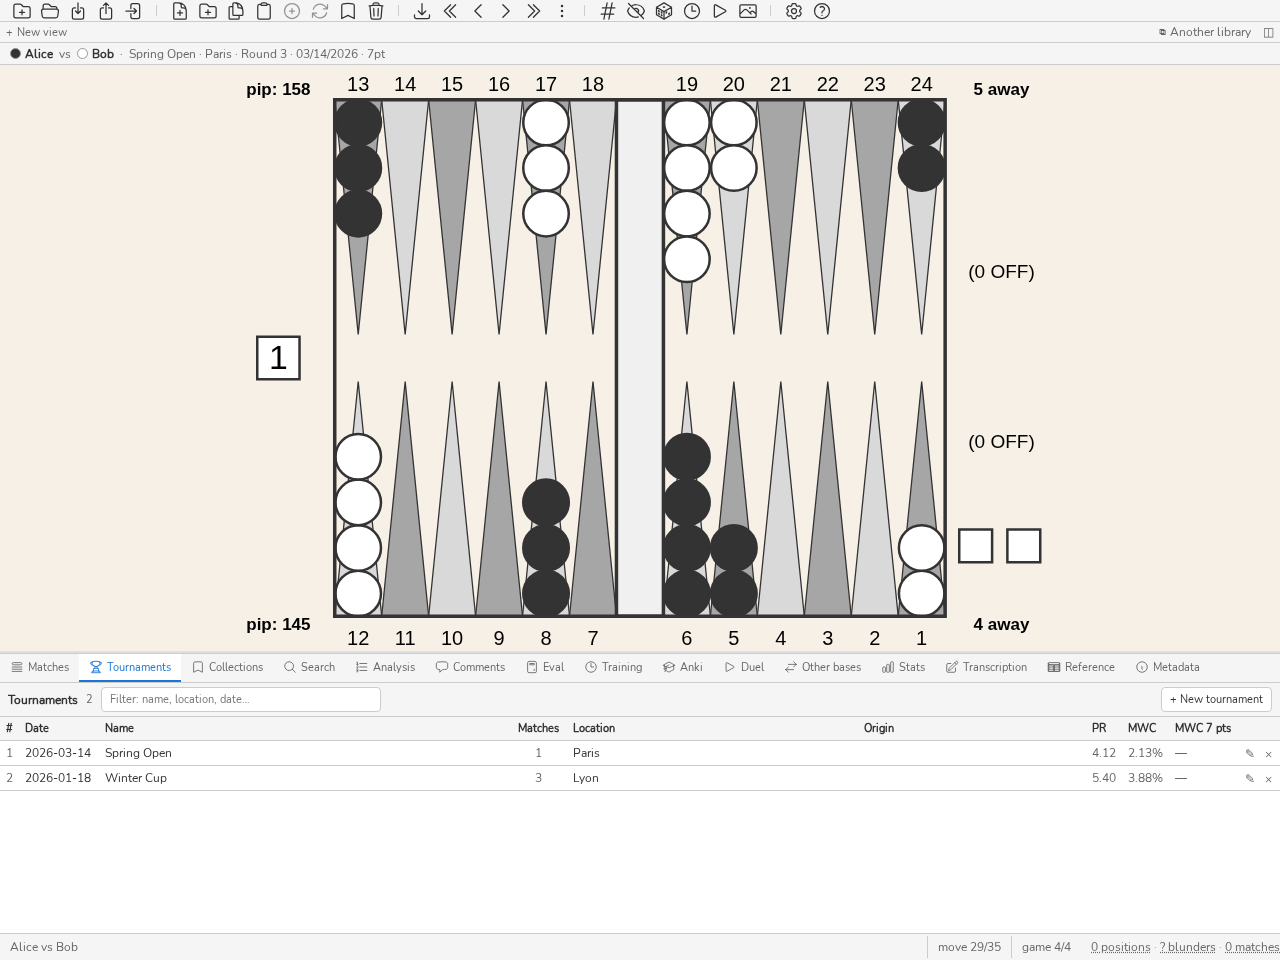 + New view
Another library
Alice vs Bob · Spring Open · Paris · Round 3 · 03/14/2026 · 7pt
pip: 158
13 14 15 16 17 18 19 20 21 22 23 24
5 away
(0 OFF)
1
(0 OFF)
pip: 145
12 11 10 9 8 7 6 5 4 3 2 1
4 away
Matches Tournaments Collections Search Analysis Comments Eval Training Anki Duel Other bases Stats Transcription Reference Metadata
Tournaments 2 Filter: name, location, date... + New tournament
# Date Name Matches Location Origin PR MWC MWC 7 pts
1 2026-03-14 Spring Open 1 Paris 4.12 2.13% — ✎ ×
2 2026-01-18 Winter Cup 3 Lyon 5.40 3.88% — ✎ ×
Alice vs Bob
move 29/35
game 4/4
0 positions · ? blunders · 0 matches